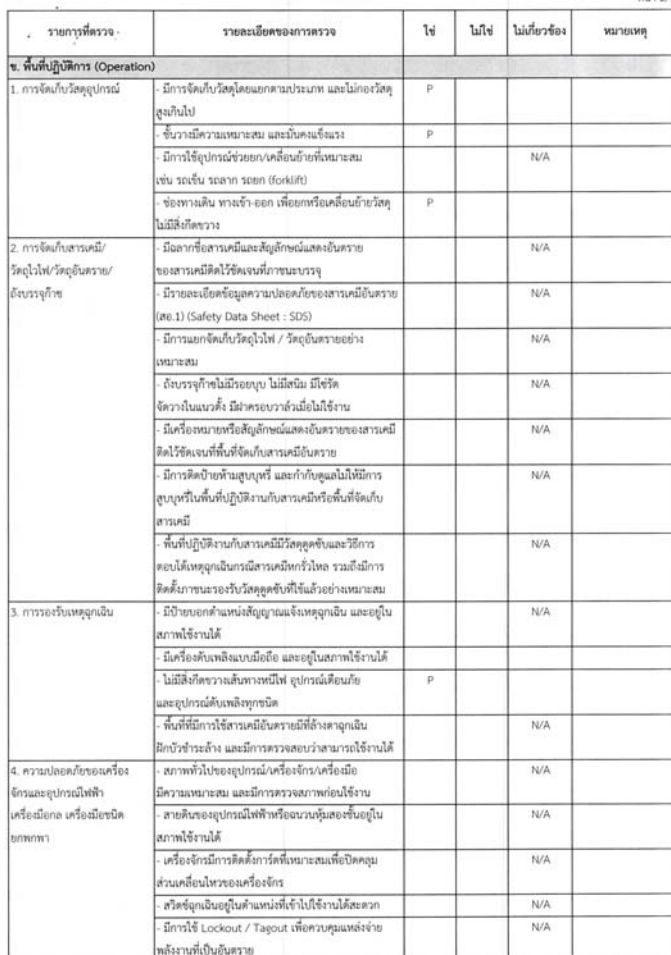 รายการที่ตรวจ รายละเอียดของการตรวจ ใช่ ไม่ใช่ ไม่เกี่ยวข้อง หมายเหตุ
ข. พื้นที่ปฏิบัติการ (Operation)
1. การจัดเก็บวัสดุอุปกรณ์ - มีการจัดเก็บวัสดุโดยแยกตามประเภท และไม่กองวัสดุ P
สูงเกินไป
- ชั้นวางมีความเหมาะสม และมั่นคงแข็งแรง P
- มีการใช้อุปกรณ์ช่วยยก/เคลื่อนย้ายที่เหมาะสม N/A
เช่น รถเข็น รถลาก รถยก (forklift)
- ช่องทางเดิน ทางเข้า-ออก เพื่อยกหรือเคลื่อนย้ายวัสดุ P
ไม่มีสิ่งกีดขวาง
2. การจัดเก็บสารเคมี/ - มีฉลากชื่อสารเคมีและสัญลักษณ์แสดงอันตราย N/A
วัตถุไวไฟ/วัตถุอันตราย/ ของสารเคมีติดไว้ชัดเจนที่ภาชนะบรรจุ
ถังบรรจุก๊าซ - มีรายละเอียดข้อมูลความปลอดภัยของสารเคมีอันตราย N/A
(สอ.1) (Safety Data Sheet : SDS)
- มีการแยกจัดเก็บวัตถุไวไฟ / วัตถุอันตรายอย่าง N/A
เหมาะสม
- ถังบรรจุก๊าซไม่มีรอยบุบ ไม่มีสนิม มีโซ่รัด N/A
จัดวางในแนวตั้ง มีฝาครอบวาล์วเมื่อไม่ใช้งาน
- มีเครื่องหมายหรือสัญลักษณ์แสดงอันตรายของสารเคมี N/A
ติดไว้ชัดเจนที่พื้นที่จัดเก็บสารเคมีอันตราย
- มีการติดป้ายห้ามสูบบุหรี่ และกำกับดูแลไม่ให้มีการ N/A
สูบบุหรี่ในพื้นที่ปฏิบัติงานกับสารเคมีหรือพื้นที่จัดเก็บ
สารเคมี
- พื้นที่ปฏิบัติงานกับสารเคมีมีวัสดุดูดซับและวิธีการ N/A
ตอบโต้เหตุฉุกเฉินกรณีสารเคมีหกรั่วไหล รวมถึงมีการ
ติดตั้งภาชนะรองรับวัสดุดูดซับที่ใช้แล้วอย่างเหมาะสม
3. การรองรับเหตุฉุกเฉิน - มีป้ายบอกตำแหน่งสัญญาณแจ้งเหตุฉุกเฉิน และอยู่ใน N/A
สภาพใช้งานได้
- มีเครื่องดับเพลิงแบบมือถือ และอยู่ในสภาพใช้งานได้
- ไม่มีสิ่งกีดขวางเส้นทางหนีไฟ อุปกรณ์เตือนภัย P
และอุปกรณ์ดับเพลิงทุกชนิด
- พื้นที่ที่มีการใช้สารเคมีอันตรายมีที่ล้างตาฉุกเฉิน N/A
ฝักบัวชำระล้าง และมีการตรวจสอบว่าสามารถใช้งานได้
4. ความปลอดภัยของเครื่อง - สภาพทั่วไปของอุปกรณ์/เครื่องจักร/เครื่องมือ N/A
จักรและอุปกรณ์ไฟฟ้า มีความเหมาะสม และมีการตรวจสภาพก่อนใช้งาน
เครื่องมือกล เครื่องมือชนิด - สายดินของอุปกรณ์ไฟฟ้าหรือฉนวนหุ้มสองชั้นอยู่ใน N/A
ยกพกพา สภาพใช้งานได้
- เครื่องจักรมีการติดตั้งการ์ดที่เหมาะสมเพื่อปิดคลุม N/A
ส่วนเคลื่อนไหวของเครื่องจักร
- สวิตช์ฉุกเฉินอยู่ในตำแหน่งที่เข้าไปใช้งานได้สะดวก N/A
- มีการใช้ Lockout / Tagout เพื่อควบคุมแหล่งจ่าย N/A
พลังงานที่เป็นอันตราย